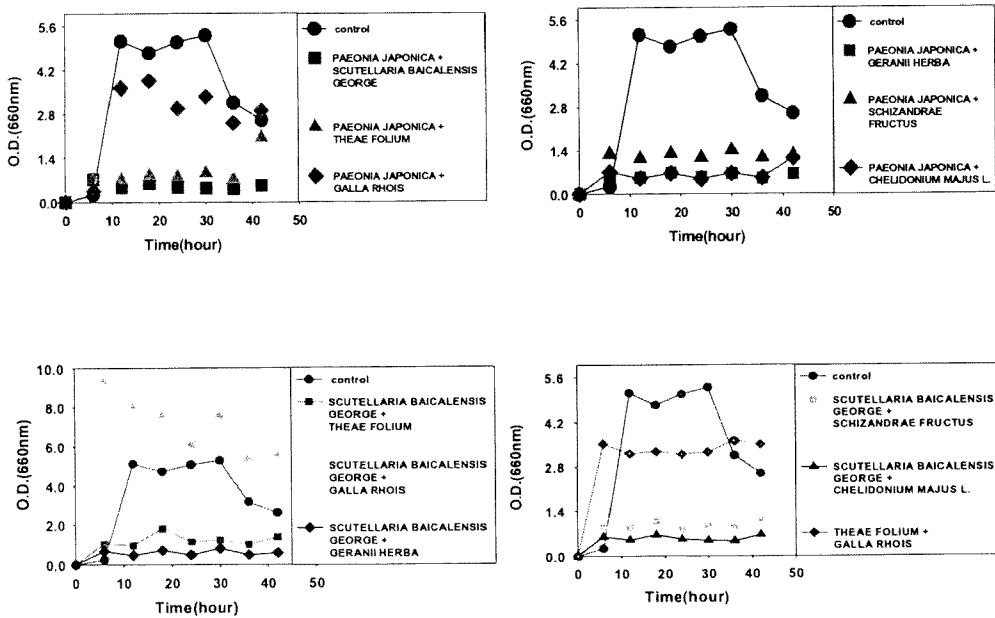 5.6
4.2
2.8
1.4
0.0
O.D.(660nm)
0 10 20 30 40 50
Time(hour)
control
PAEONIA JAPONICA +
SCUTELLARIA BAICALENSIS
GEORGE
PAEONIA JAPONICA +
THEAE FOLIUM
PAEONIA JAPONICA +
GALLA RHOIS
5.6
4.2
2.8
1.4
0.0
O.D.(660nm)
0 10 20 30 40 50
Time(hour)
control
PAEONIA JAPONICA +
GERANII HERBA
PAEONIA JAPONICA +
SCHIZANDRAE
FRUCTUS
PAEONIA JAPONICA +
CHELIDONIUM MAJUS L.
10.0
8.0
6.0
4.0
2.0
0.0
O.D.(660nm)
0 10 20 30 40 50
Time(hour)
control
SCUTELLARIA BAICALENSIS
GEORGE +
THEAE FOLIUM
SCUTELLARIA BAICALENSIS
GEORGE +
GALLA RHOIS
SCUTELLARIA BAICALENSIS
GEORGE +
GERANII HERBA
5.6
4.2
2.8
1.4
0.0
O.D.(660nm)
0 10 20 30 40 50
Time(hour)
control
SCUTELLARIA BAICALENSIS
GEORGE +
SCHIZANDRAE FRUCTUS
SCUTELLARIA BAICALENSIS
GEORGE +
CHELIDONIUM MAJUS L.
THEAE FOLIUM +
GALLA RHOIS